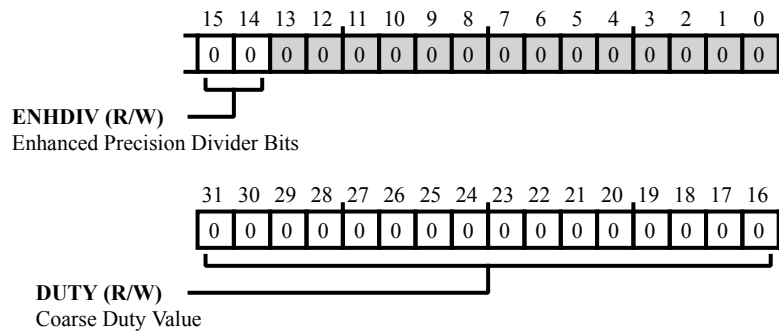 15 14 13 12 11 10 9 8 7 6 5 4 3 2 1 0
0 0 0 0 0 0 0 0 0 0 0 0 0 0 0 0
ENHDIV (R/W)
Enhanced Precision Divider Bits
31 30 29 28 27 26 25 24 23 22 21 20 19 18 17 16
0 0 0 0 0 0 0 0 0 0 0 0 0 0 0 0
DUTY (R/W)
Coarse Duty Value